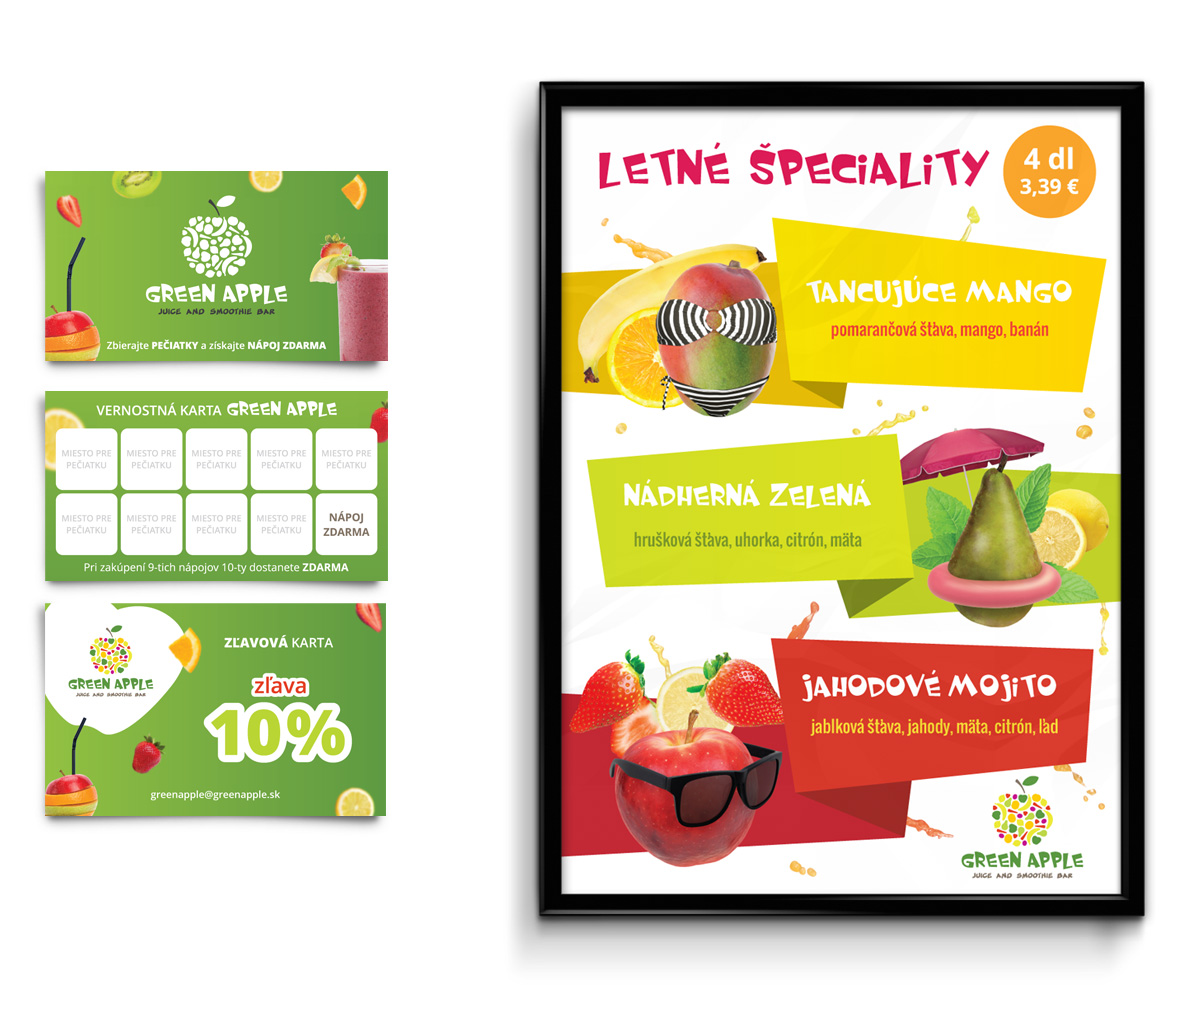 GREEN APPLE
JUICE AND SMOOTHIE BAR
Zbierajte PEČIATKY a získajte NÁPOJ ZDARMA
VERNOSTNÁ KARTA GREEN APPLE
MIESTO PRE PEČIATKU
MIESTO PRE PEČIATKU
MIESTO PRE PEČIATKU
MIESTO PRE PEČIATKU
MIESTO PRE PEČIATKU
MIESTO PRE PEČIATKU
MIESTO PRE PEČIATKU
MIESTO PRE PEČIATKU
MIESTO PRE PEČIATKU
NÁPOJ ZDARMA
Pri zakúpení 9-tich nápojov 10-ty dostanete ZDARMA
GREEN APPLE
JUICE AND SMOOTHIE BAR
ZĽAVOVÁ KARTA
zľava
10%
greenapple@greenapple.sk
LETNÉ ŠPECIALITY
4 dl
3,39 €
TANCUJÚCE MANGO
pomarančová šťava, mango, banán
NÁDHERNÁ ZELENÁ
hrušková šťava, uhorka, citrón, mäta
JAHODOVÉ MOJITO
jablková šťava, jahody, mäta, citrón, ľad
GREEN APPLE
JUICE AND SMOOTHIE BAR